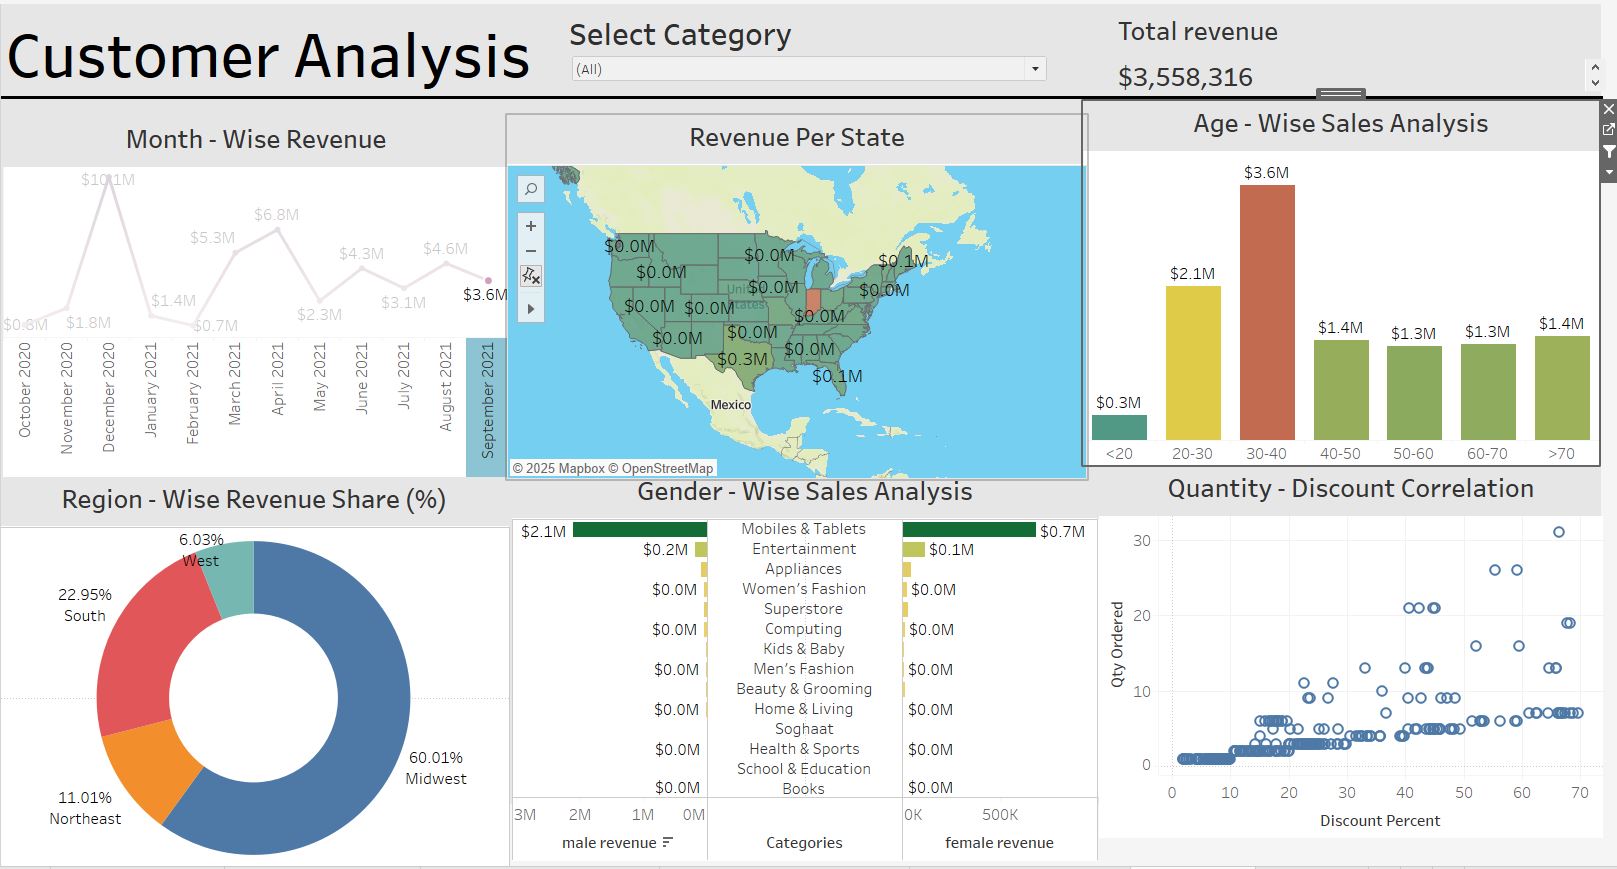 Customer Analysis
Select Category
(All)
Total revenue
$3,558,316
Month - Wise Revenue
$0.8M
$1.8M
$10.1M
$1.4M
$0.7M
$5.3M
$6.8M
$2.3M
$4.3M
$3.1M
$4.6M
$3.6M
October 2020
November 2020
December 2020
January 2021
February 2021
March 2021
April 2021
May 2021
June 2021
July 2021
August 2021
September 2021
Revenue Per State
$0.0M
$0.0M
$0.1M
$0.0M
$0.0M
$0.0M
United
States
$0.0M
$0.0M
$0.0M
$0.0M
$0.0M
$0.0M
$0.3M
$0.1M
Mexico
© 2025 Mapbox © OpenStreetMap
Age - Wise Sales Analysis
$0.3M
$2.1M
$3.6M
$1.4M
$1.3M
$1.3M
$1.4M
<20
20-30
30-40
40-50
50-60
60-70
>70
Region - Wise Revenue Share (%)
6.03%
West
22.95%
South
11.01%
Northeast
60.01%
Midwest
Gender - Wise Sales Analysis
$2.1M Mobiles & Tablets $0.7M
$0.2M Entertainment $0.1M
Appliances
$0.0M Women's Fashion $0.0M
Superstore
$0.0M Computing $0.0M
Kids & Baby
$0.0M Men's Fashion $0.0M
Beauty & Grooming
$0.0M Home & Living $0.0M
Soghaat
$0.0M Health & Sports $0.0M
School & Education
$0.0M Books $0.0M
3M 2M 1M 0M 0K 500K
male revenue Categories female revenue
Quantity - Discount Correlation
Qty Ordered
30
20
10
0
0 10 20 30 40 50 60 70
Discount Percent